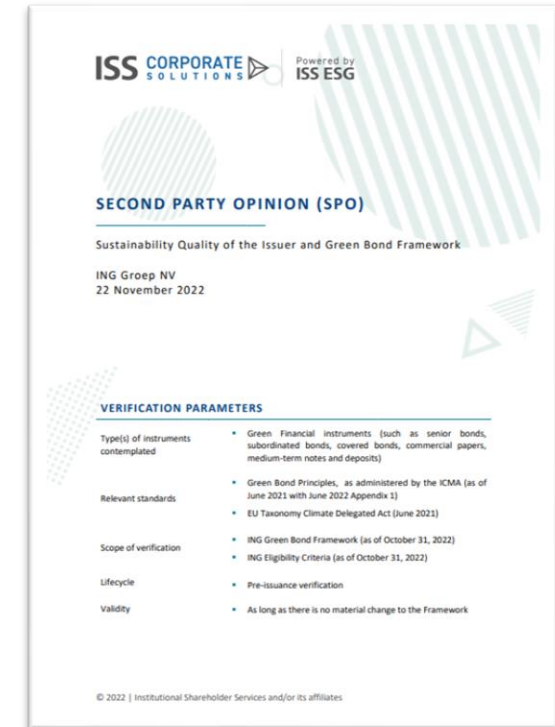 ISS CORPORATE SOLUTIONS
Powered by
ISS ESG
SECOND PARTY OPINION (SPO)
Sustainability Quality of the Issuer and Green Bond Framework
ING Groep NV
22 November 2022
VERIFICATION PARAMETERS
Type(s) of instruments
contemplated
• Green Financial instruments (such as senior bonds,
subordinated bonds, covered bonds, commercial papers,
medium-term notes and deposits)
Relevant standards
• Green Bond Principles, as administered by the ICMA (as of
June 2021 with June 2022 Appendix 1)
• EU Taxonomy Climate Delegated Act (June 2021)
Scope of verification
• ING Green Bond Framework (as of October 31, 2022)
• ING Eligibility Criteria (as of October 31, 2022)
Lifecycle
• Pre-issuance verification
Validity
• As long as there is no material change to the Framework
© 2022 | Institutional Shareholder Services and/or its affiliates